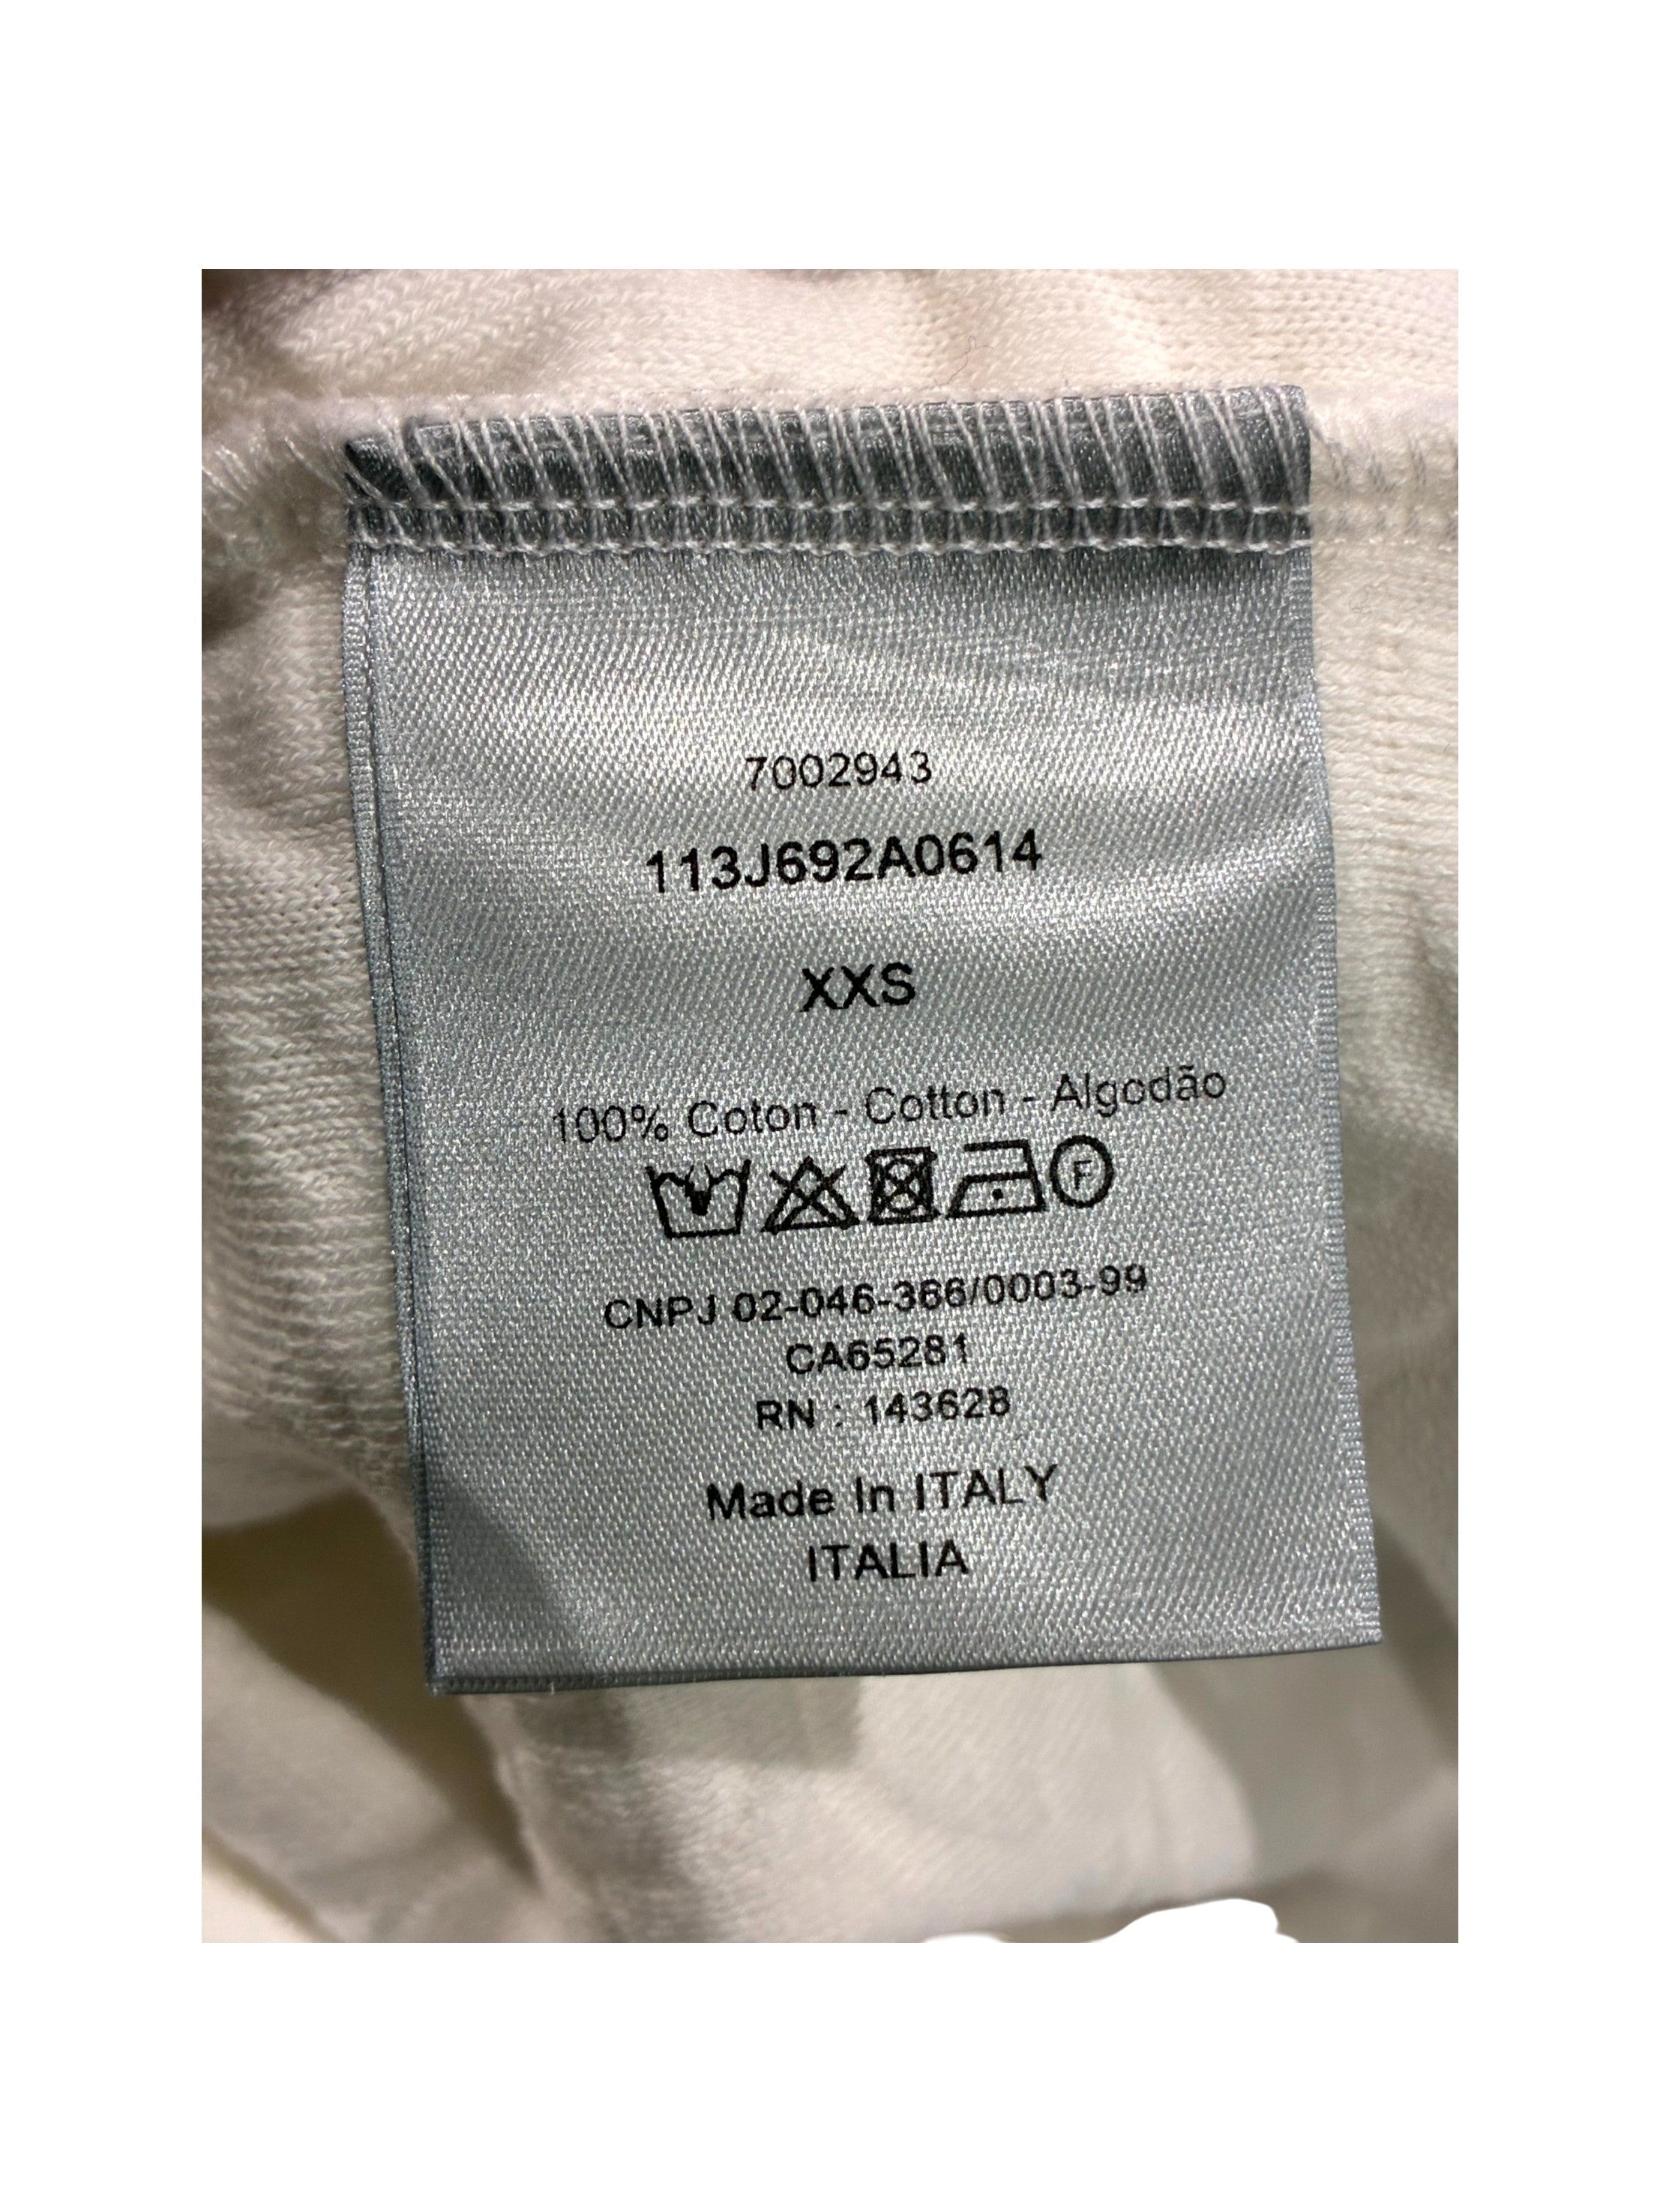 7002943
113J692A0614
XXS
100% Coton - Cotton - Algodão
F
CNPJ 02-046-366/0003-99
CA65281
RN : 143628
Made In ITALY
ITALIA